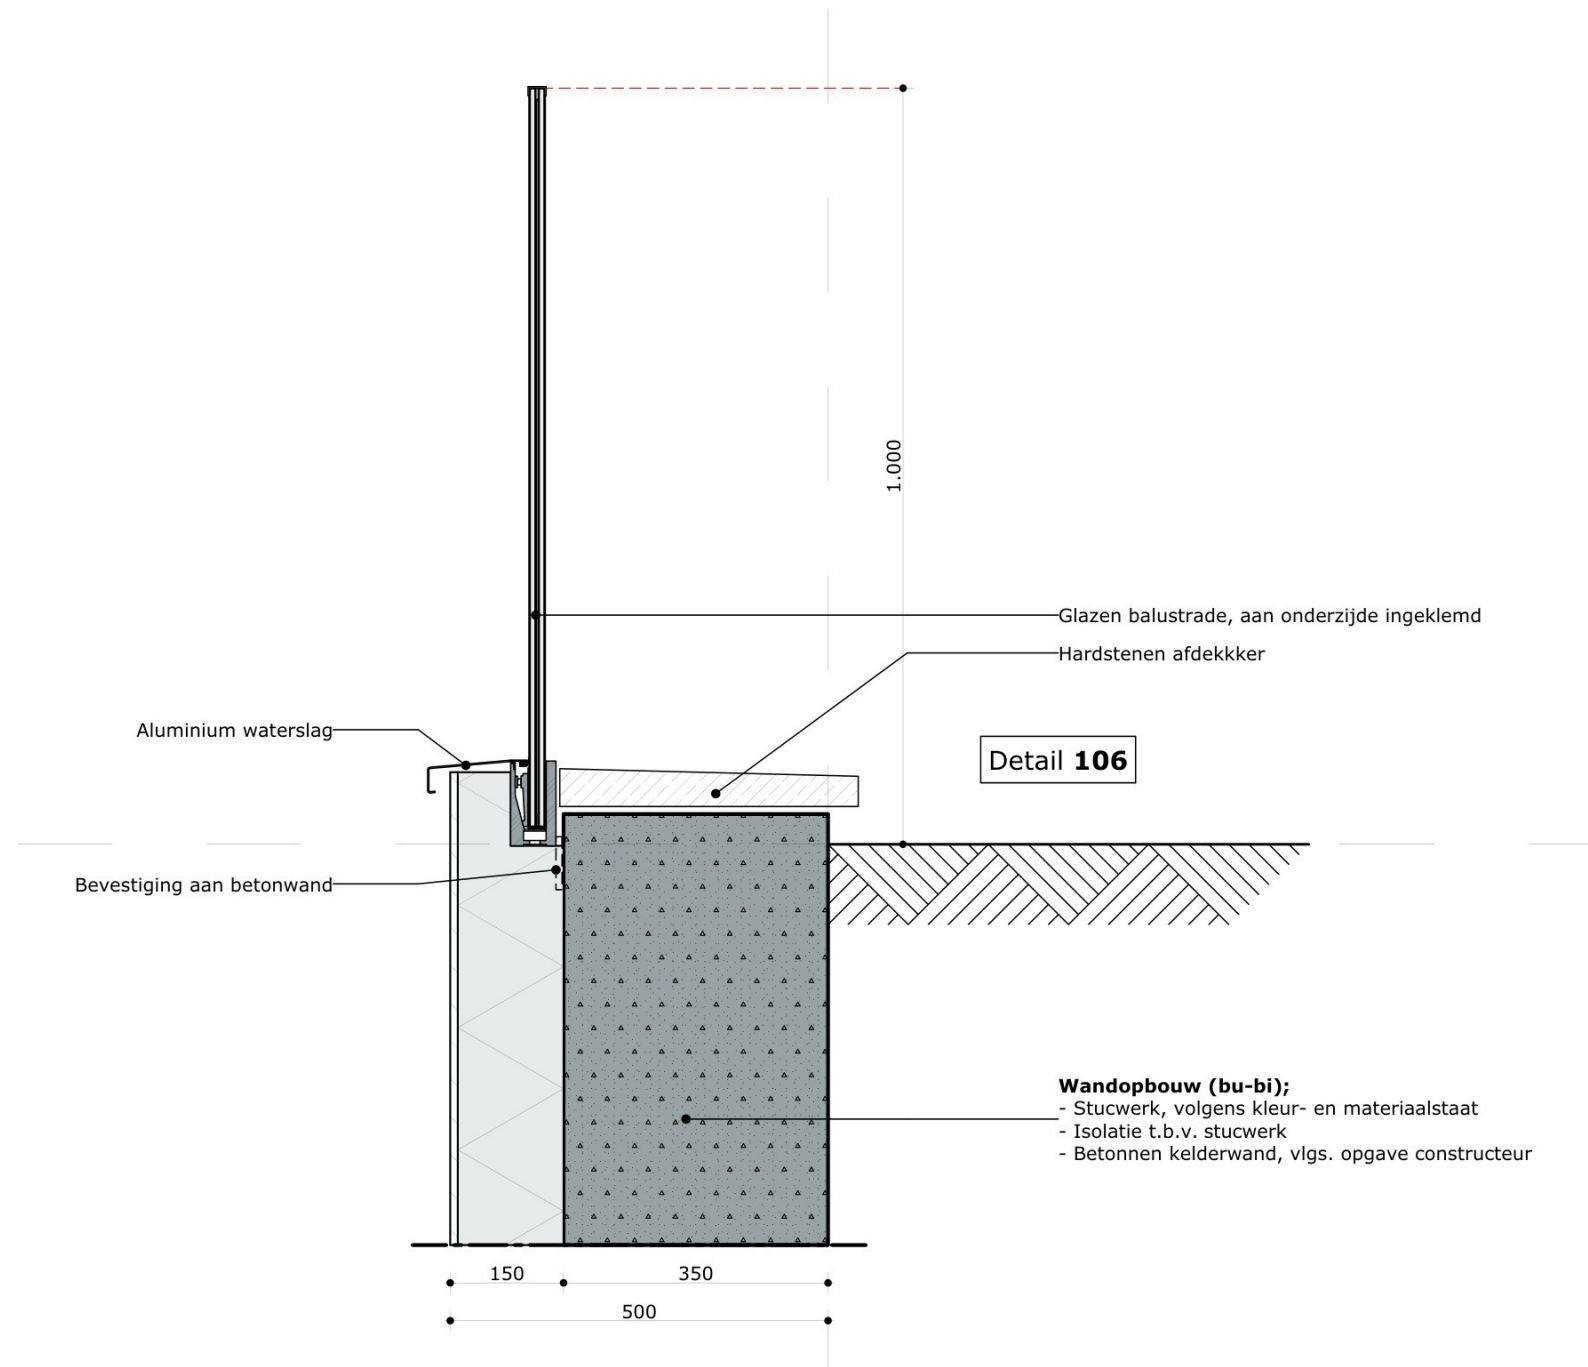 1.000
Glazen balustrade, aan onderzijde ingeklemd
Hardstenen afdekkker
Aluminium waterslag
Detail 106
Bevestiging aan betonwand
Wandopbouw (bu-bi);
- Stucwerk, volgens kleur- en materiaalstaat
- Isolatie t.b.v. stucwerk
- Betonnen kelderwand, vlgs. opgave constructeur
150
350
500